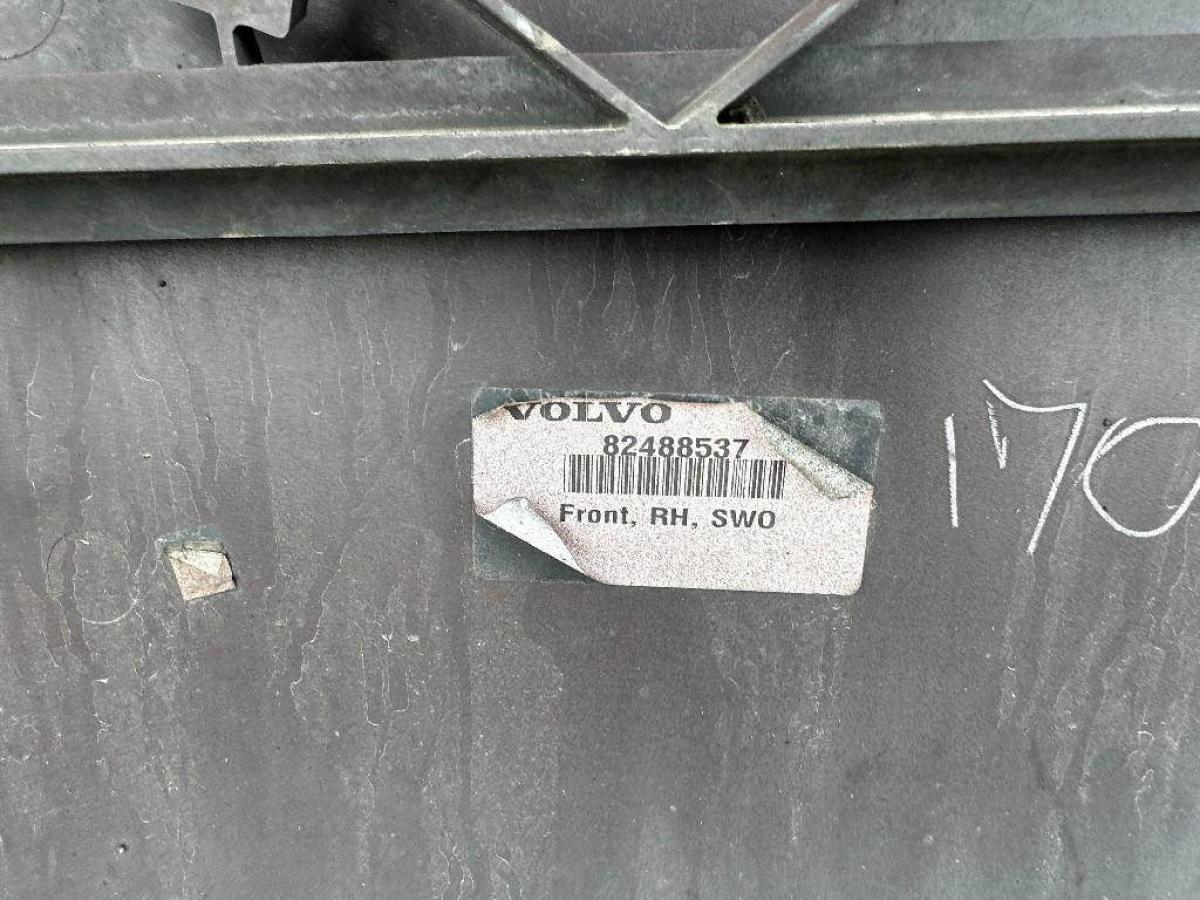 VOLVO
82488537
Front, RH, SWO
170